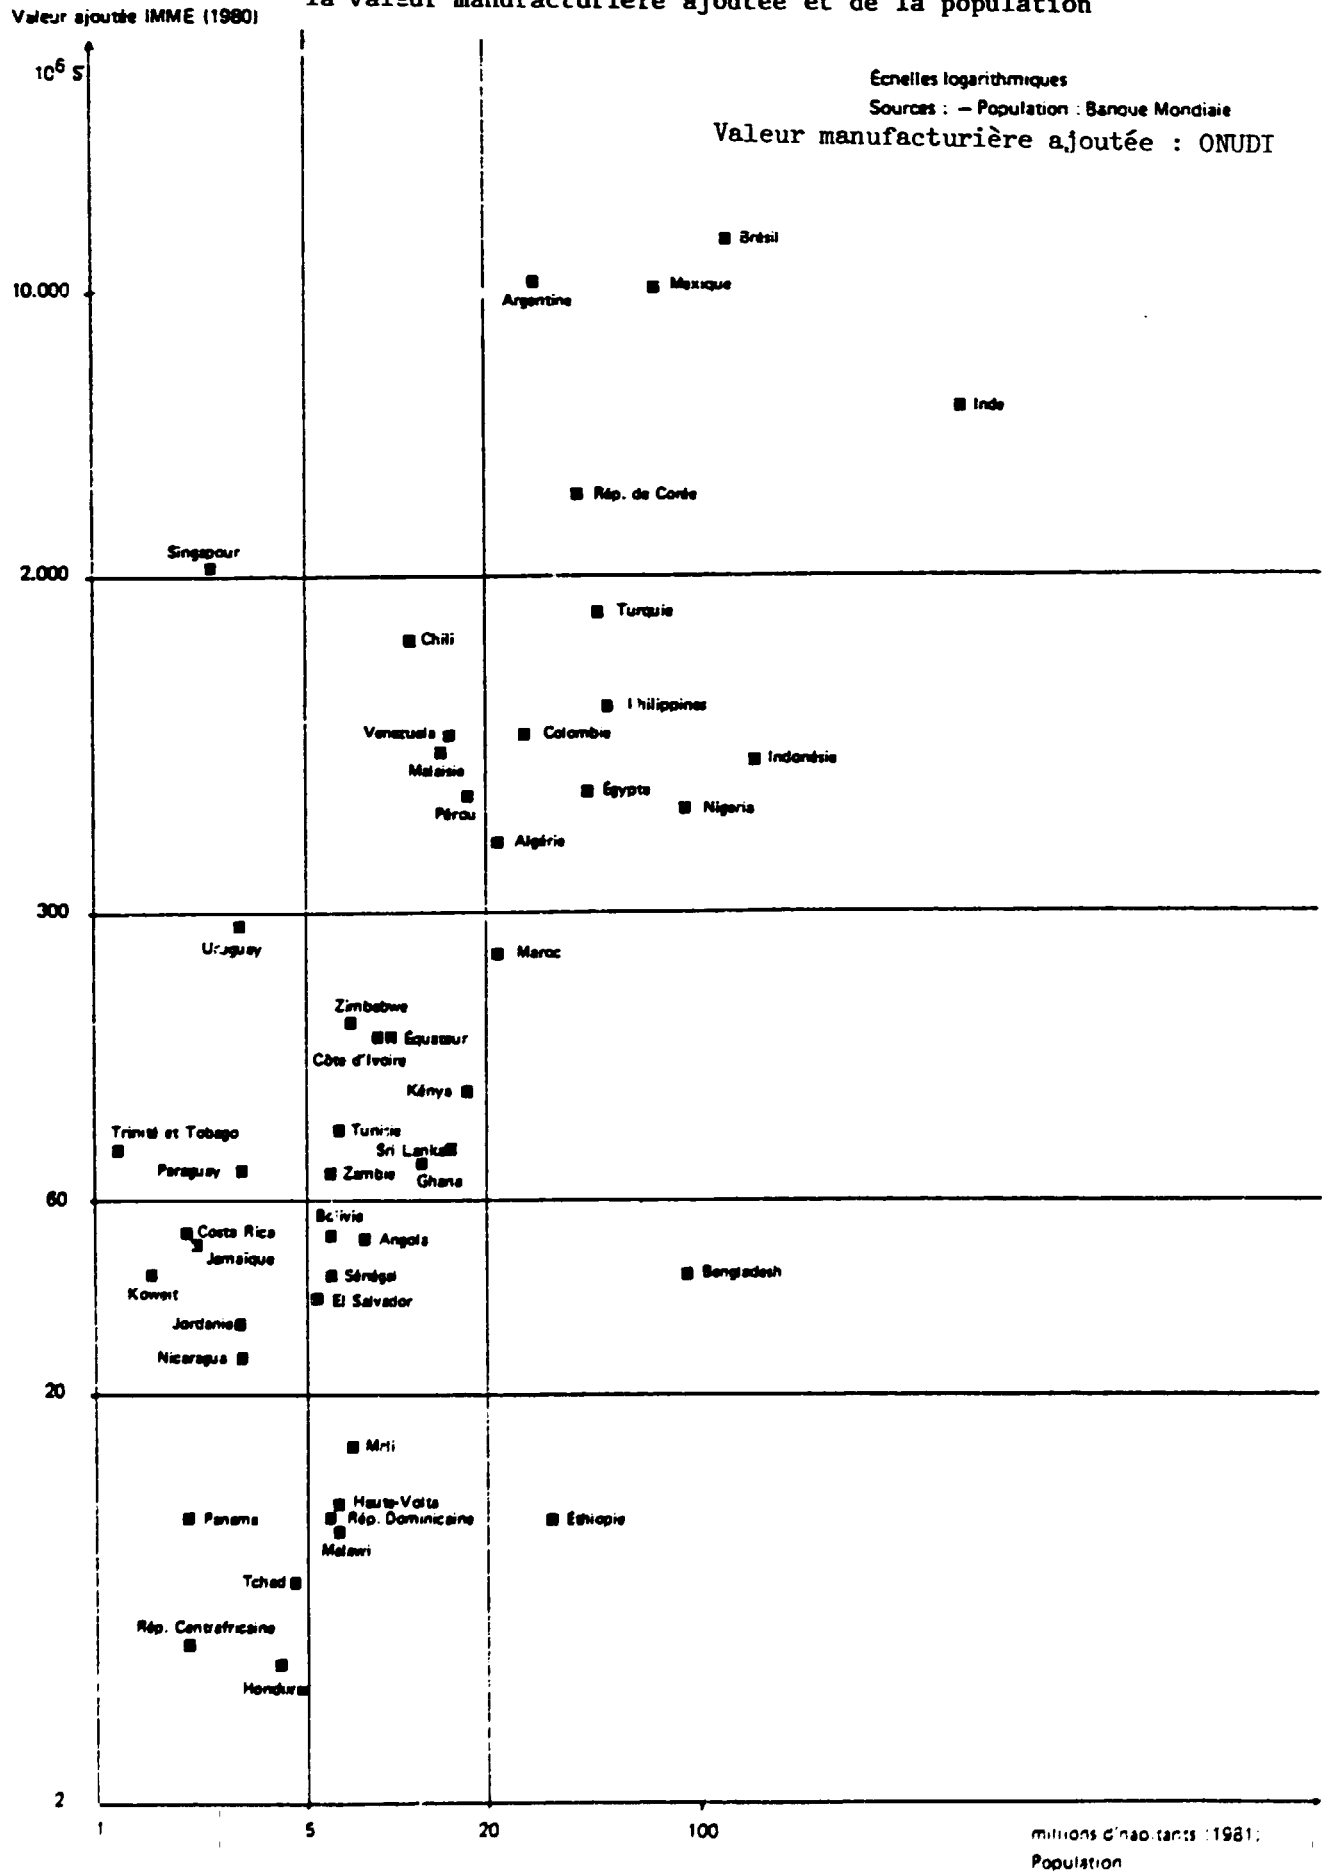 la valeur manufacturière ajoutée et de la population
Valeur ajoutée IMME (1980)
10⁶ $
Échelles logarithmiques
Sources : — Population : Banque Mondiale
Valeur manufacturière ajoutée : ONUDI
Brésil
10.000
Argentine
Mexique
Inde
Rép. de Corée
Singapour
2.000
Turquie
Chili
Philippines
Venezuela
Colombie
Malaisie
Indonésie
Égypte
Pérou
Nigeria
Algérie
300
Uruguay
Maroc
Zimbabwe
Équateur
Côte d'Ivoire
Kénya
Trinité et Tobago
Tunisie
Sri Lanka
Paraguay
Zambie
Ghana
60
Bolivie
Costa Rica
Angola
Jamaïque
Sénégal
Bangladesh
Koweït
El Salvador
Jordanie
Nicaragua
20
Mali
Haute-Volta
Panama
Rép. Dominicaine
Éthiopie
Malawi
Tchad
Rép. Centrafricaine
Honduras
2
1
5
20
100
millions d'habitants (1981)
Population